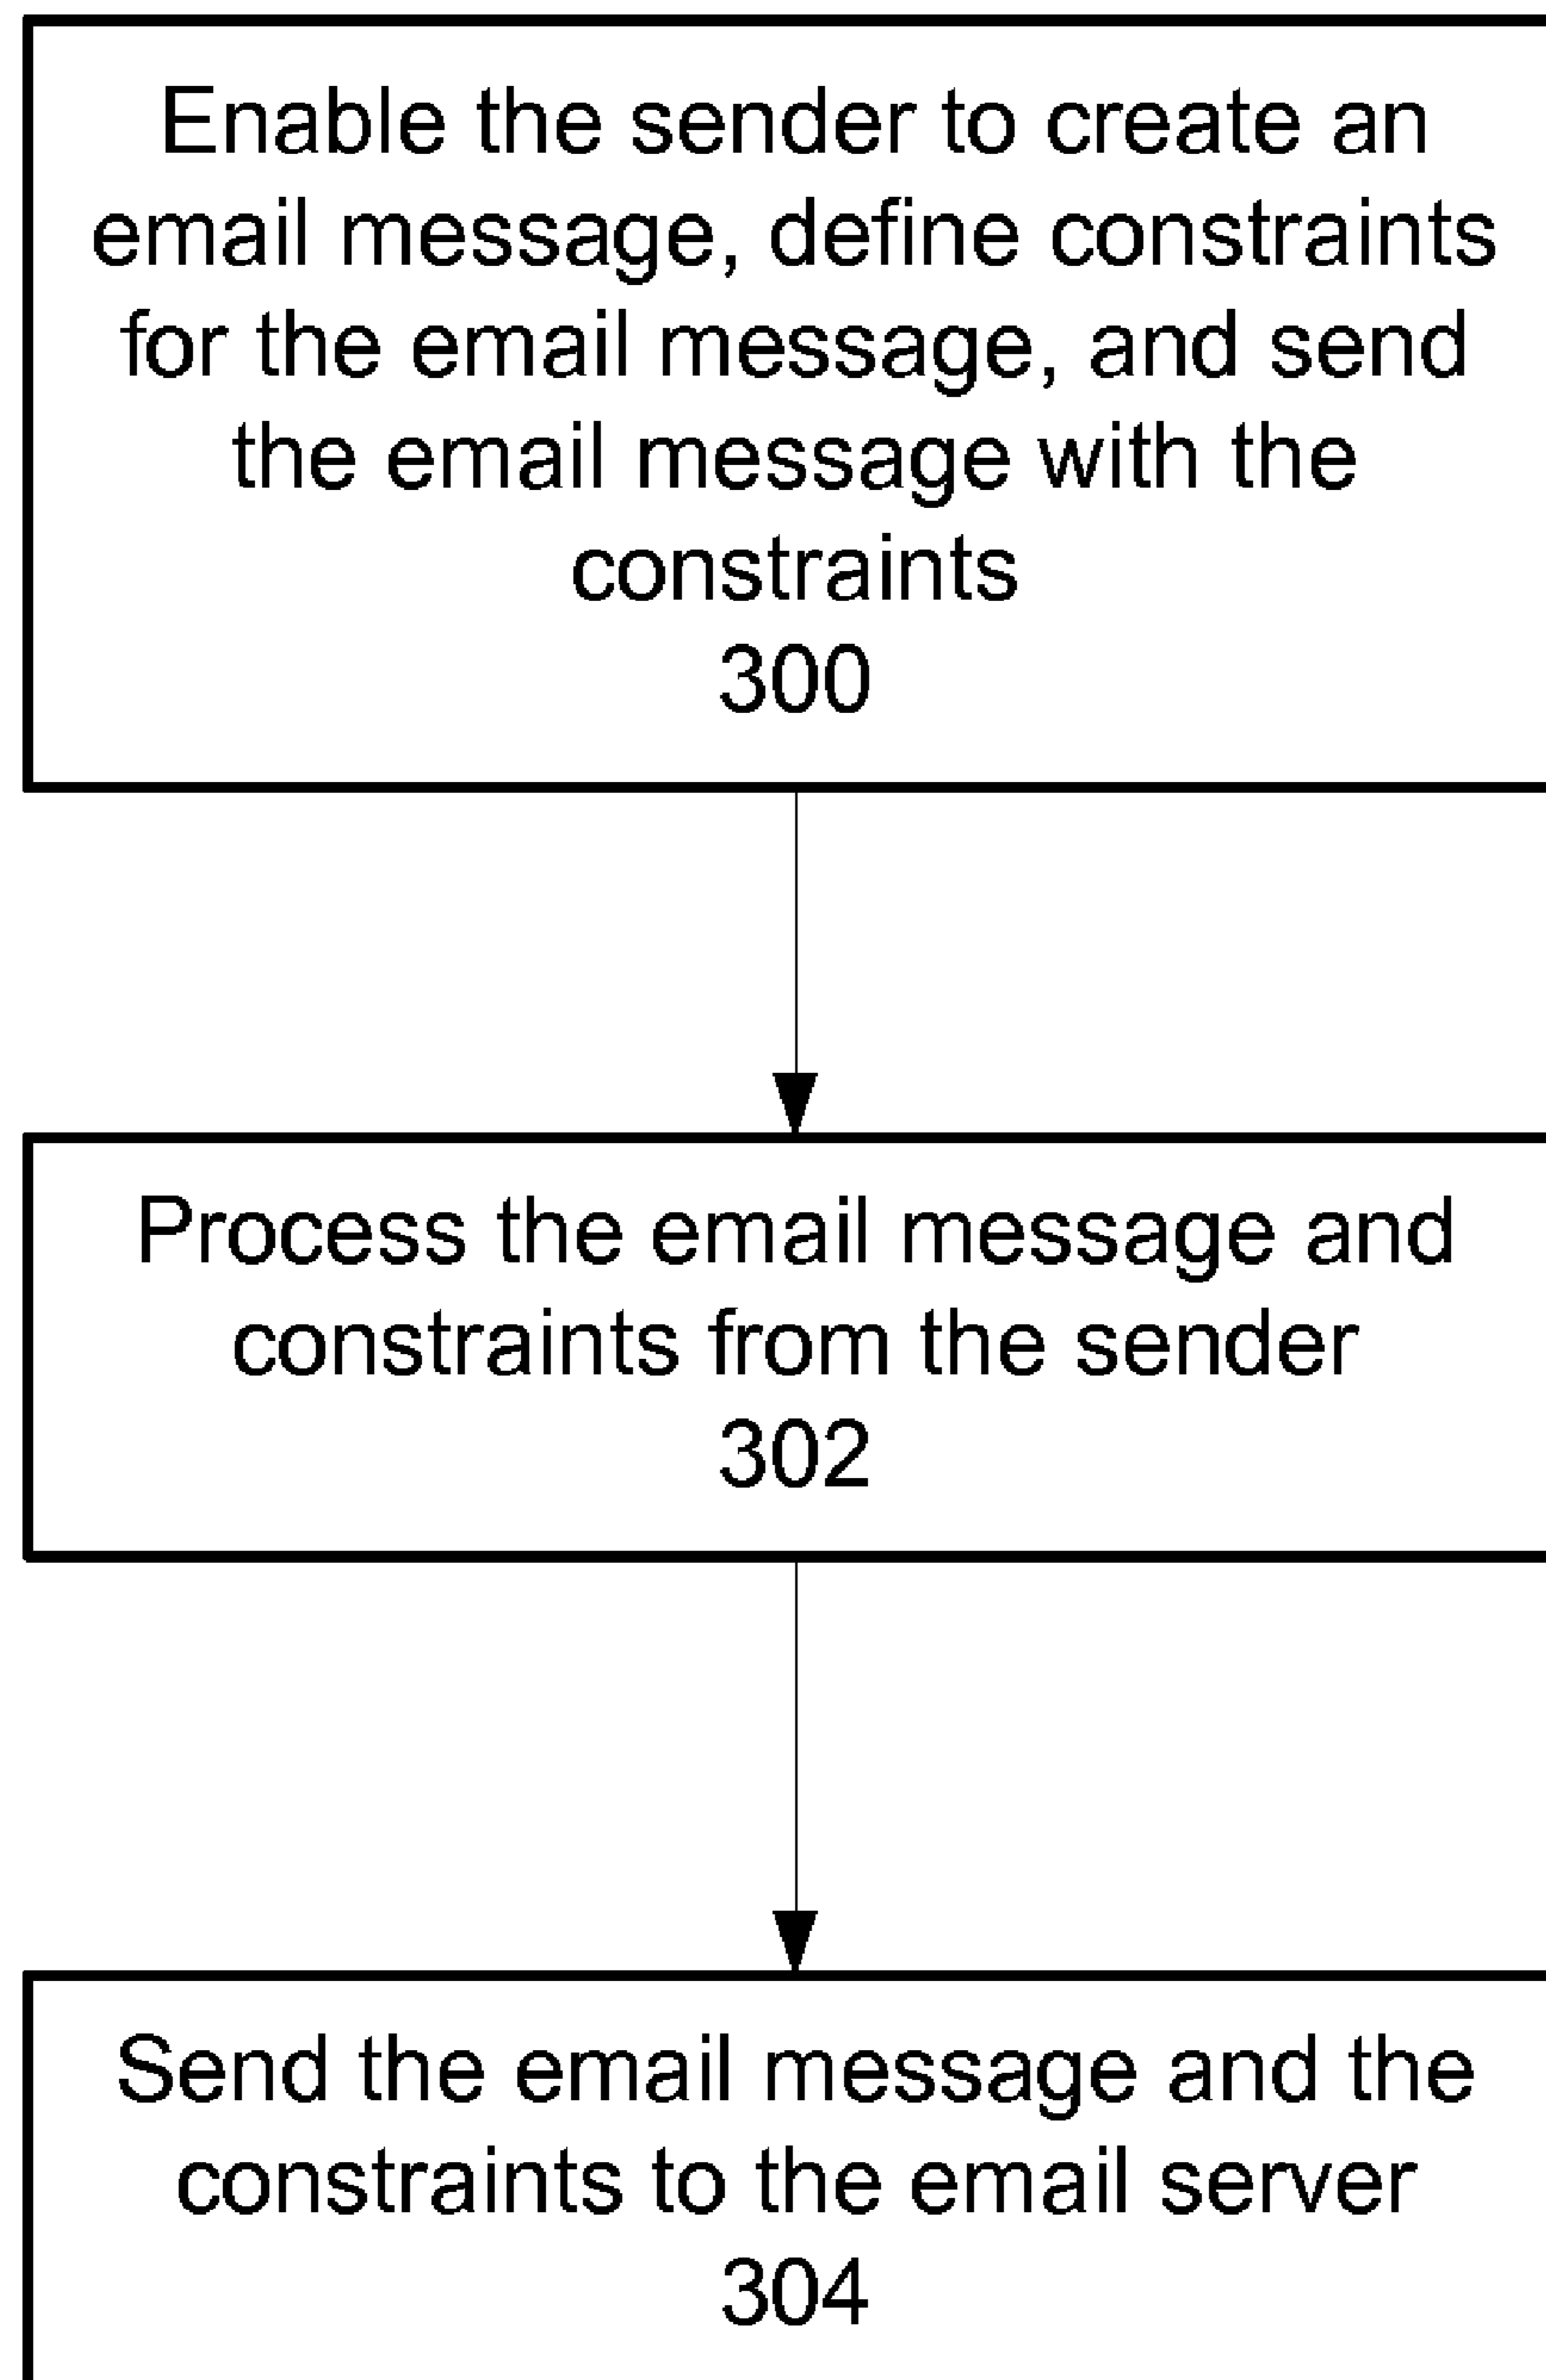 Enable the sender to create an
email message, define constraints
for the email message, and send
the email message with the
constraints
300
Process the email message and
constraints from the sender
302
Send the email message and the
constraints to the email server
304